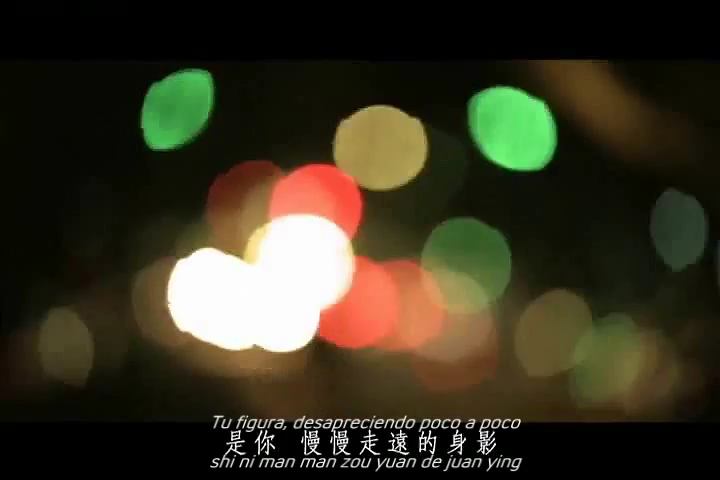 Tu figura, desapreciendo poco a poco
是你 慢慢走遠的身影
shi ni man man zou yuan de juan ying